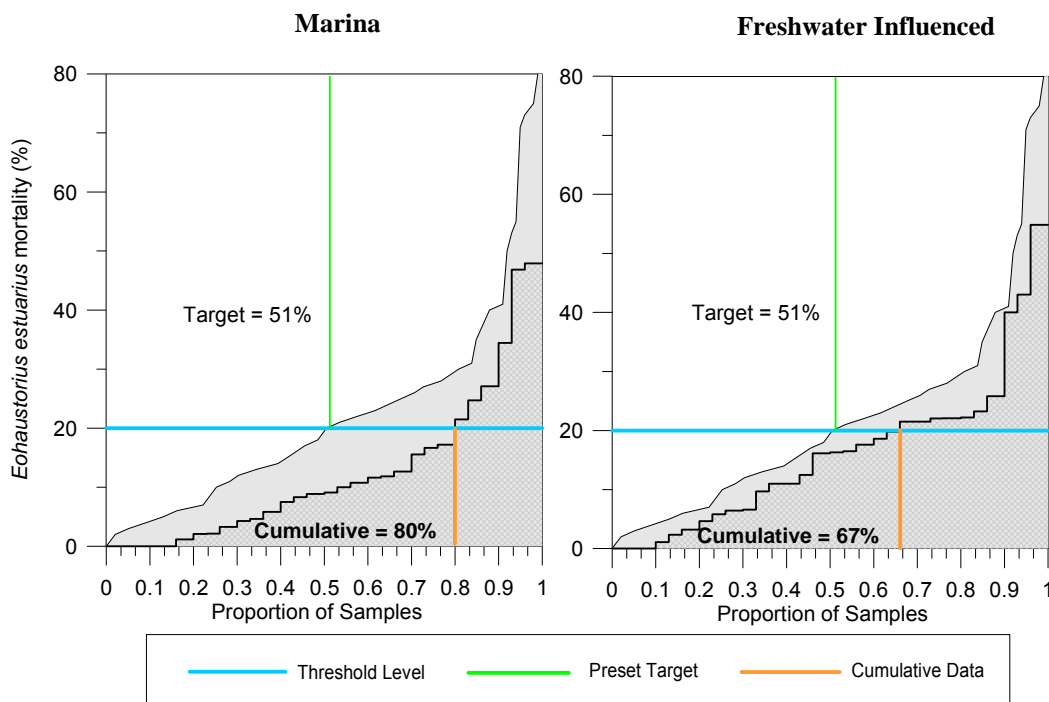 Marina
Freshwater Influenced
Eohaustorius estuarius mortality (%)
80
60
40
20
0
Target = 51%
Cumulative = 80%
0 0.1 0.2 0.3 0.4 0.5 0.6 0.7 0.8 0.9 1
Proportion of Samples
80
60
40
20
0
Target = 51%
Cumulative = 67%
0 0.1 0.2 0.3 0.4 0.5 0.6 0.7 0.8 0.9 1
Proportion of Samples
Threshold Level
Preset Target
Cumulative Data